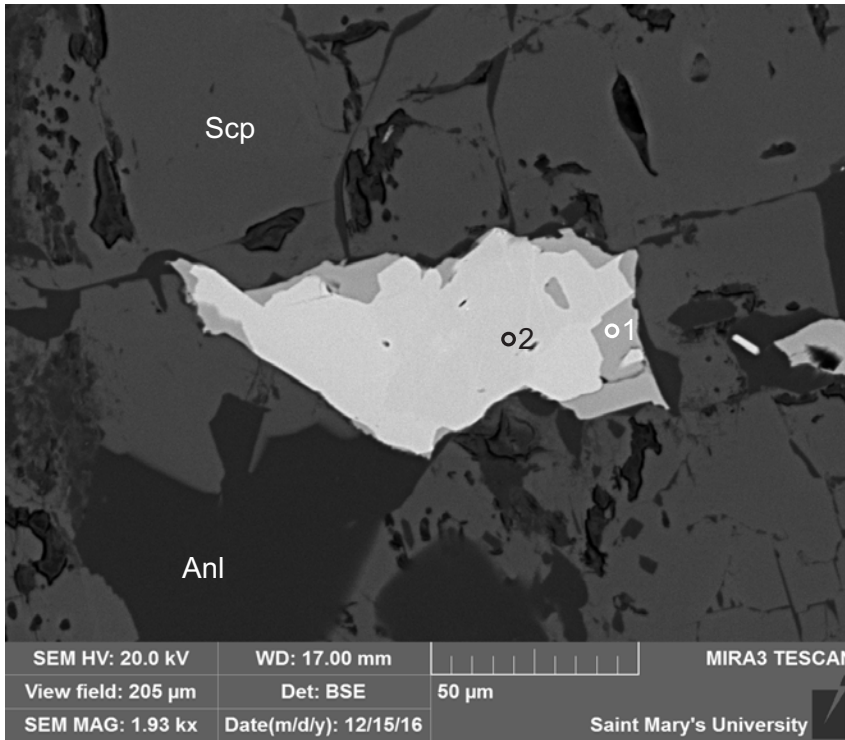 Scp
2
1
Anl
SEM HV: 20.0 kV WD: 17.00 mm MIRA3 TESCAN
View field: 205 µm Det: BSE 50 µm
SEM MAG: 1.93 kx Date(m/d/y): 12/15/16 Saint Mary's University